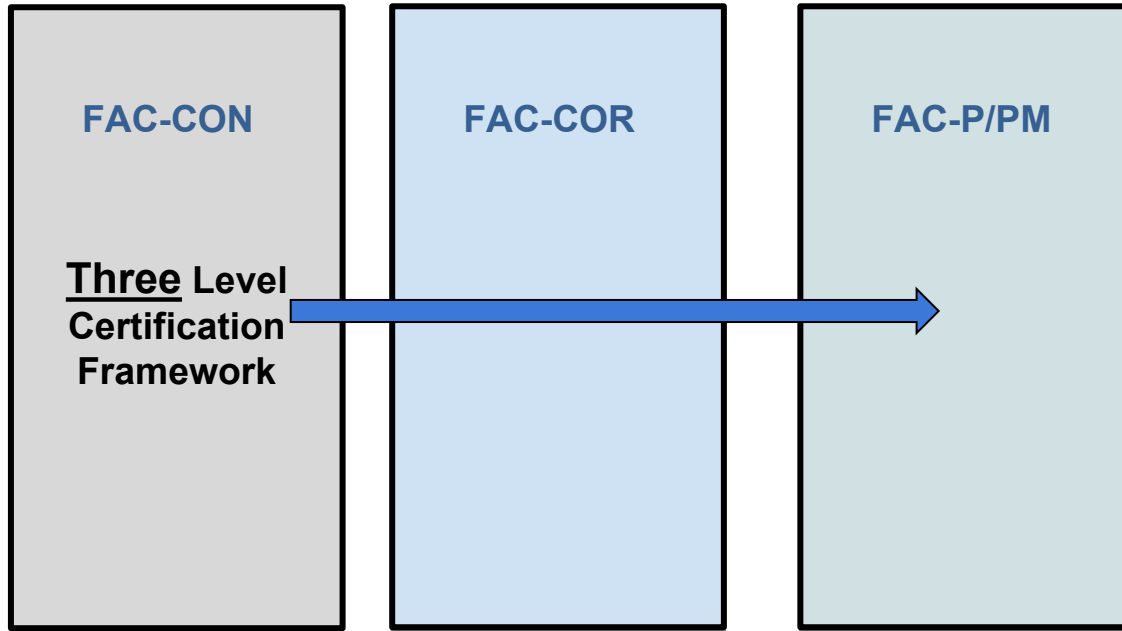 FAC-CON
FAC-COR
FAC-P/PM
Three Level
Certification
Framework